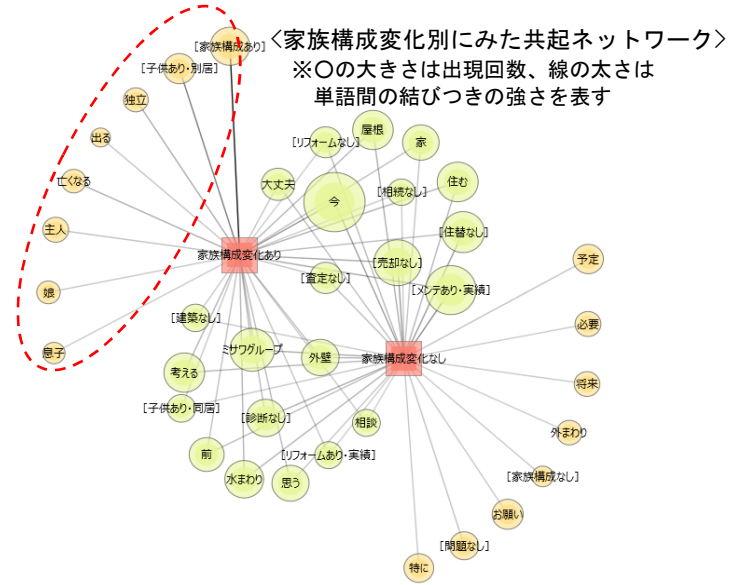 <家族構成変化別にみた共起ネットワーク>
※○の大きさは出現回数、線の太さは
単語間の結びつきの強さを表す
[家族構成あり]
[子供あり・別居]
独立
出る
亡くなる
主人
娘
息子
家族構成変化あり
[リフォームなし]
屋根
家
大丈夫
今
[相続なし]
住む
[住替なし]
[売却なし]
[査定なし]
[メンテあり・実績]
[建築なし]
ミサワグループ
外壁
家族構成変化なし
考える
[子供あり・同居]
[診断なし]
相談
前
[リフォームあり・実績]
水まわり
思う
予定
必要
将来
外まわり
[家族構成なし]
お願い
[問題なし]
特に